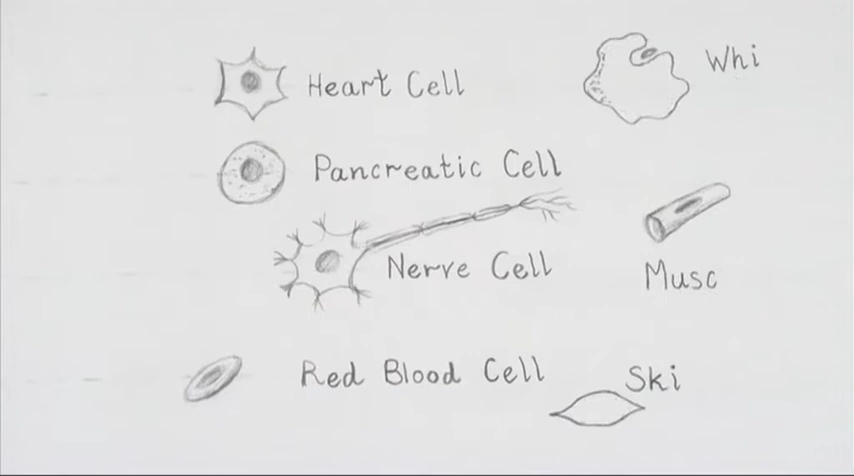 Heart Cell
Whi
Pancreatic Cell
Nerve Cell
Musc
Red Blood Cell
Ski